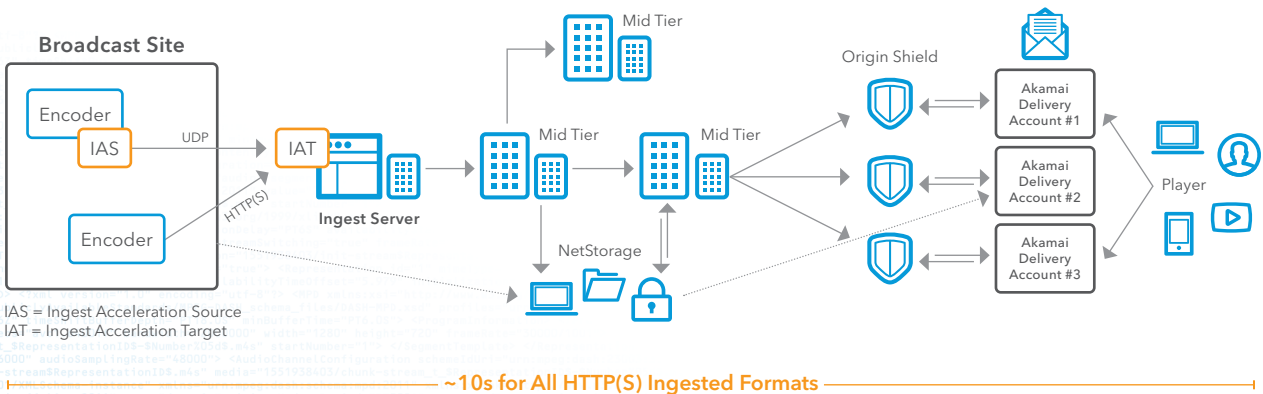 Broadcast Site
Encoder
IAS
UDP
IAT
HTTP(S)
Encoder
Ingest Server
Mid Tier
Mid Tier
Mid Tier
NetStorage
Origin Shield
Akamai
Delivery
Account #1
Akamai
Delivery
Account #2
Akamai
Delivery
Account #3
Player
IAS = Ingest Acceleration Source
IAT = Ingest Accerlation Target
~10s for All HTTP(S) Ingested Formats